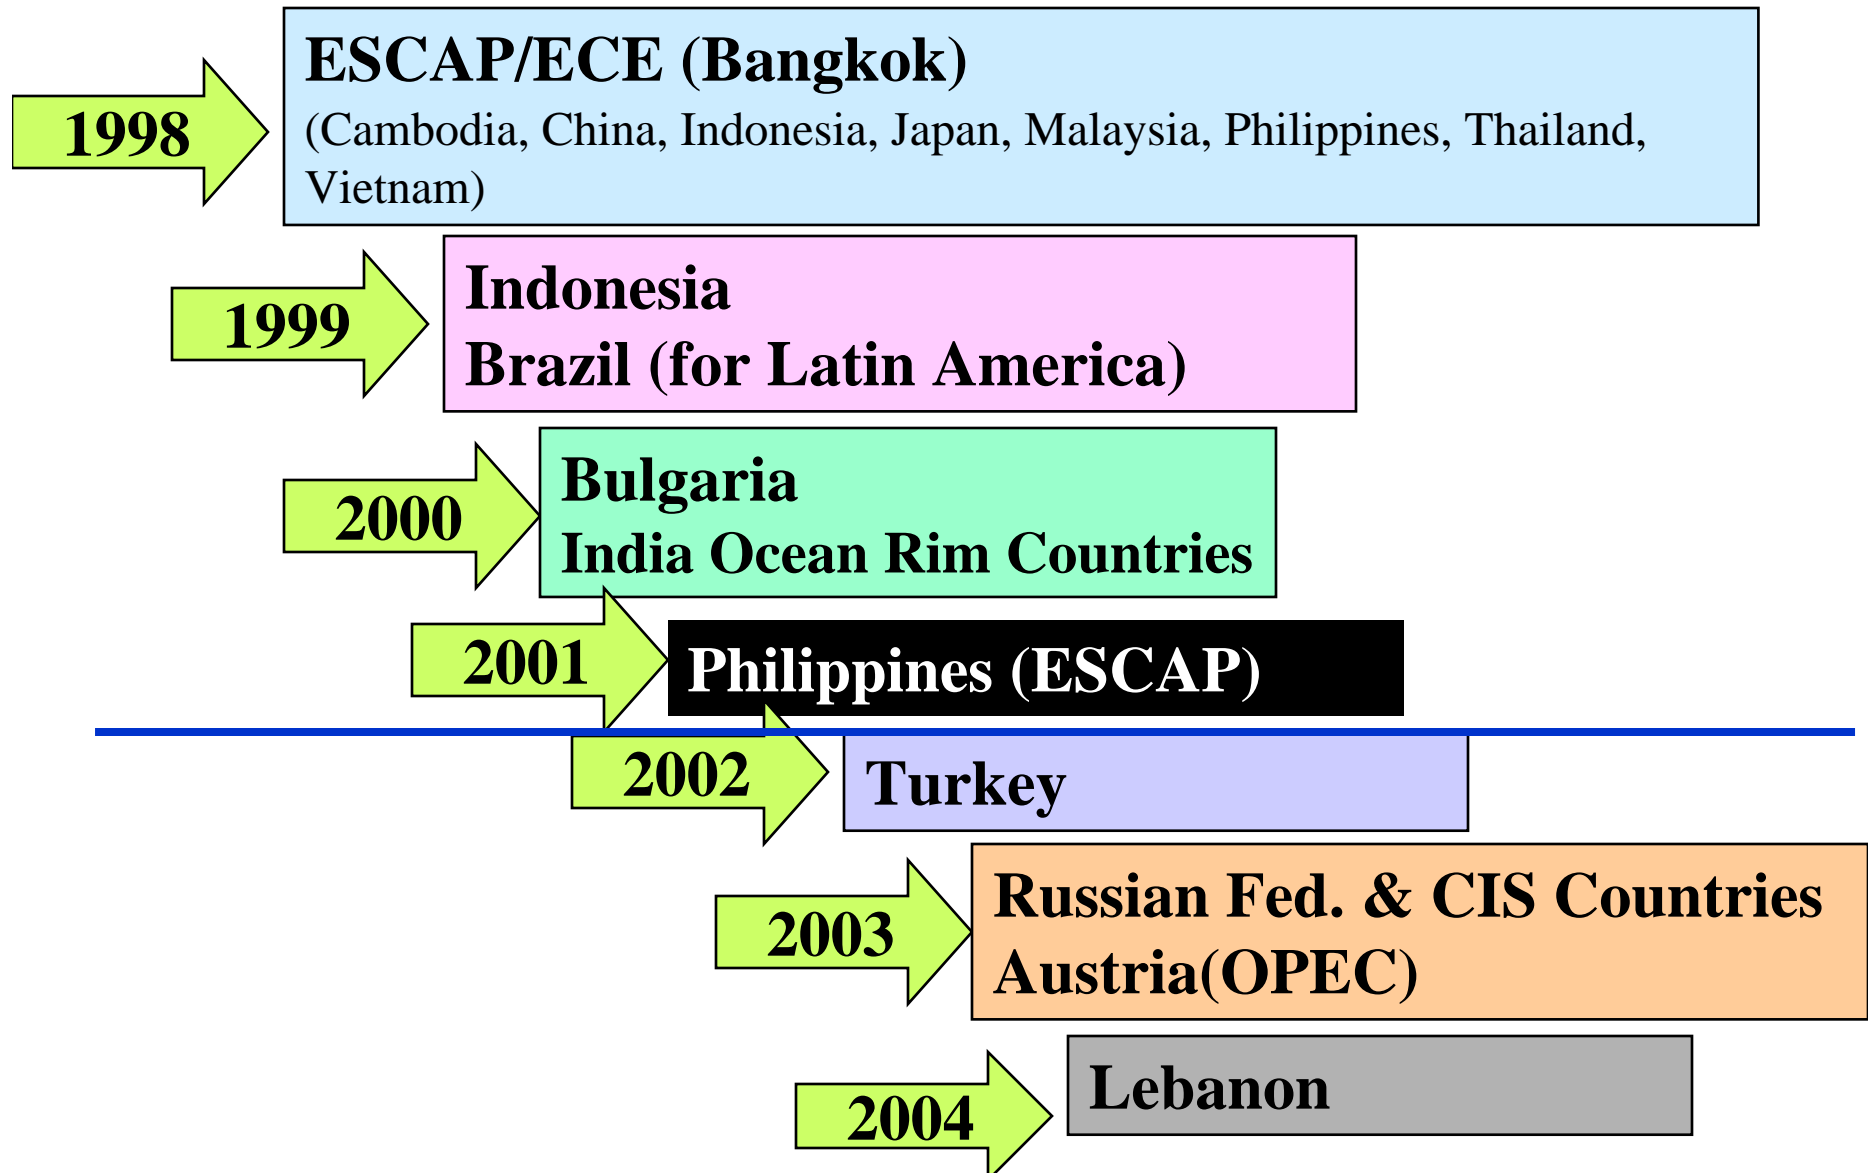 1998
ESCAP/ECE (Bangkok)
(Cambodia, China, Indonesia, Japan, Malaysia, Philippines, Thailand,
Vietnam)
1999
Indonesia
Brazil (for Latin America)
2000
Bulgaria
India Ocean Rim Countries
2001
Philippines (ESCAP)
2002
Turkey
2003
Russian Fed. & CIS Countries
Austria(OPEC)
2004
Lebanon